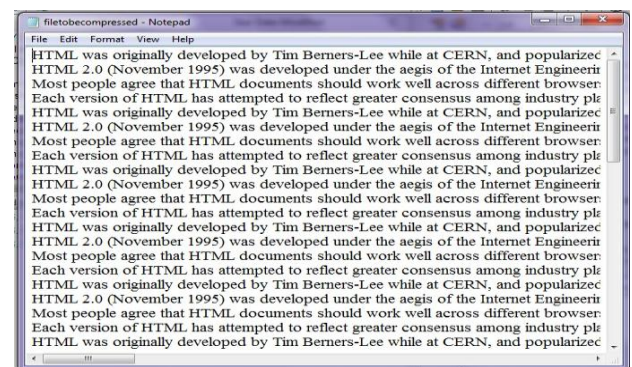 filetobecompressed - Notepad
File Edit Format View Help
HTML was originally developed by Tim Berners-Lee while at CERN, and popularized
HTML 2.0 (November 1995) was developed under the aegis of the Internet Engineerin
Most people agree that HTML documents should work well across different browser
Each version of HTML has attempted to reflect greater consensus among industry pla
HTML was originally developed by Tim Berners-Lee while at CERN, and popularized
HTML 2.0 (November 1995) was developed under the aegis of the Internet Engineerin
Most people agree that HTML documents should work well across different browser
Each version of HTML has attempted to reflect greater consensus among industry pla
HTML was originally developed by Tim Berners-Lee while at CERN, and popularized
HTML 2.0 (November 1995) was developed under the aegis of the Internet Engineerin
Most people agree that HTML documents should work well across different browser
Each version of HTML has attempted to reflect greater consensus among industry pla
HTML was originally developed by Tim Berners-Lee while at CERN, and popularized
HTML 2.0 (November 1995) was developed under the aegis of the Internet Engineerin
Most people agree that HTML documents should work well across different browser
Each version of HTML has attempted to reflect greater consensus among industry pla
HTML was originally developed by Tim Berners-Lee while at CERN, and popularized
HTML 2.0 (November 1995) was developed under the aegis of the Internet Engineerin
Most people agree that HTML documents should work well across different browser
Each version of HTML has attempted to reflect greater consensus among industry pla
HTML was originally developed by Tim Berners-Lee while at CERN, and popularized